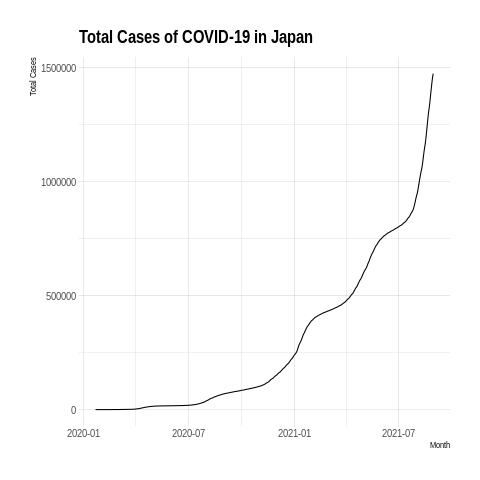 Total Cases of COVID-19 in Japan
Total Cases
1500000
1000000
500000
0
2020-01 2020-07 2021-01 2021-07
Month